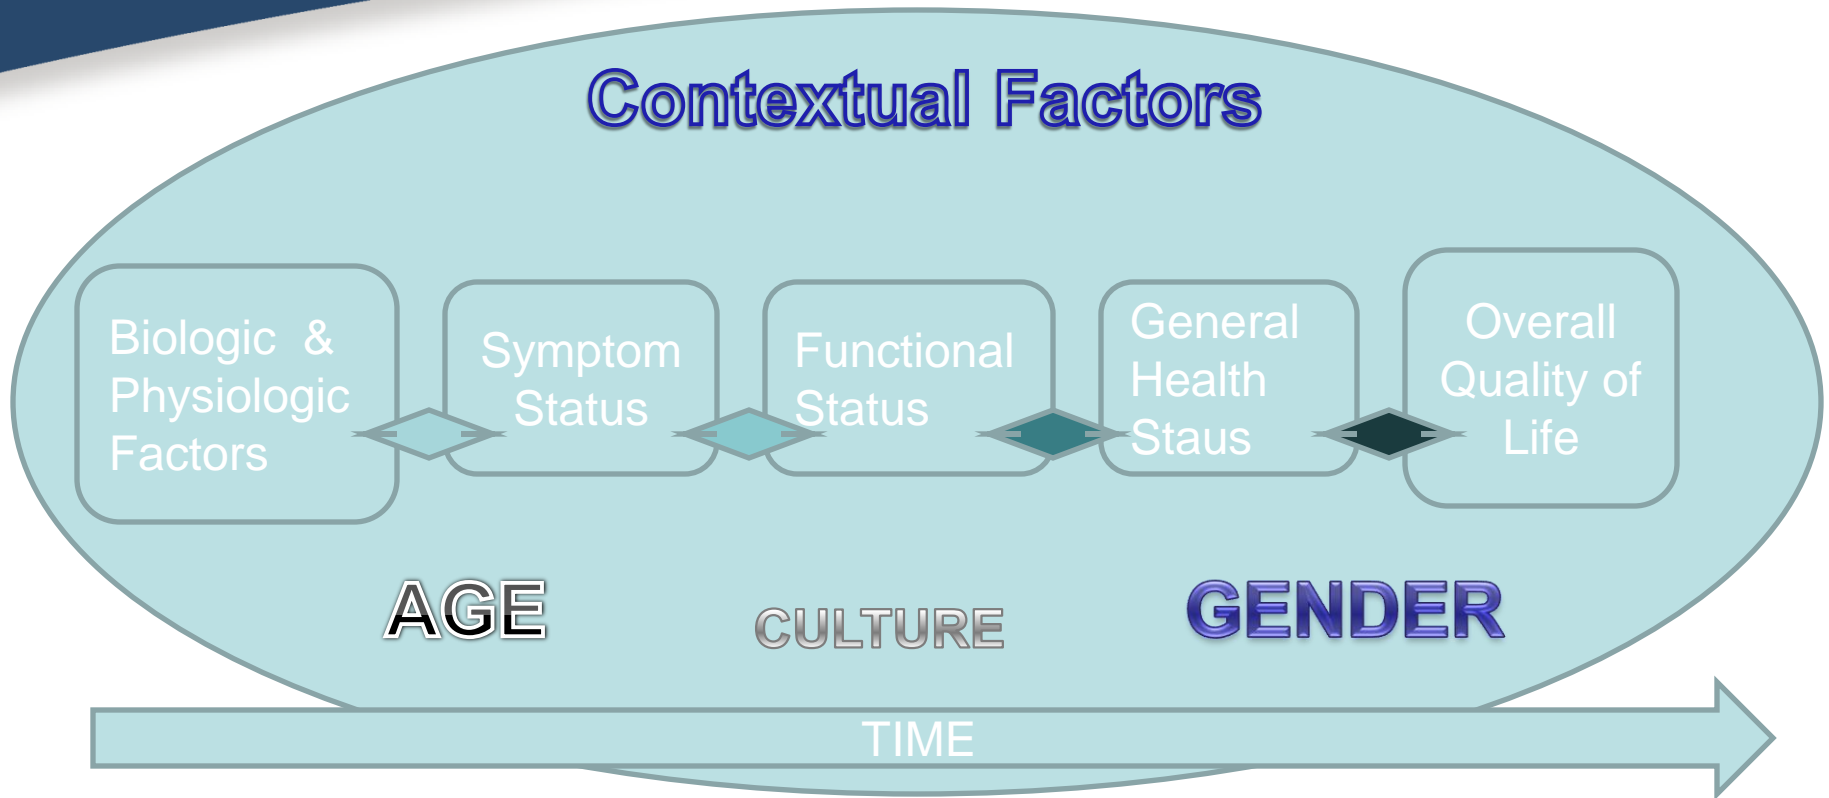 Contextual Factors
Biologic &
Physiologic
Factors
Symptom
Status
Functional
Status
General
Health
Staus
Overall
Quality of
Life
AGE
CULTURE
GENDER
TIME